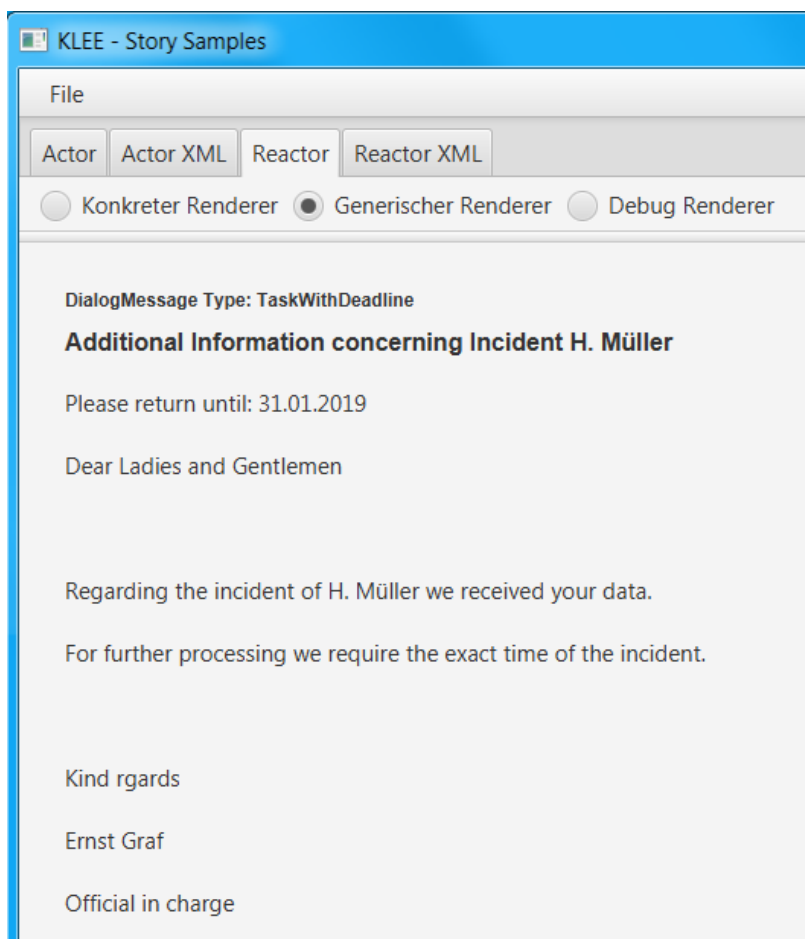 KLEE - Story Samples
File
Actor Actor XML Reactor Reactor XML
Konkreter Renderer Generischer Renderer Debug Renderer
DialogMessage Type: TaskWithDeadline
Additional Information concerning Incident H. Müller
Please return until: 31.01.2019
Dear Ladies and Gentlemen
Regarding the incident of H. Müller we received your data.
For further processing we require the exact time of the incident.
Kind rgards
Ernst Graf
Official in charge